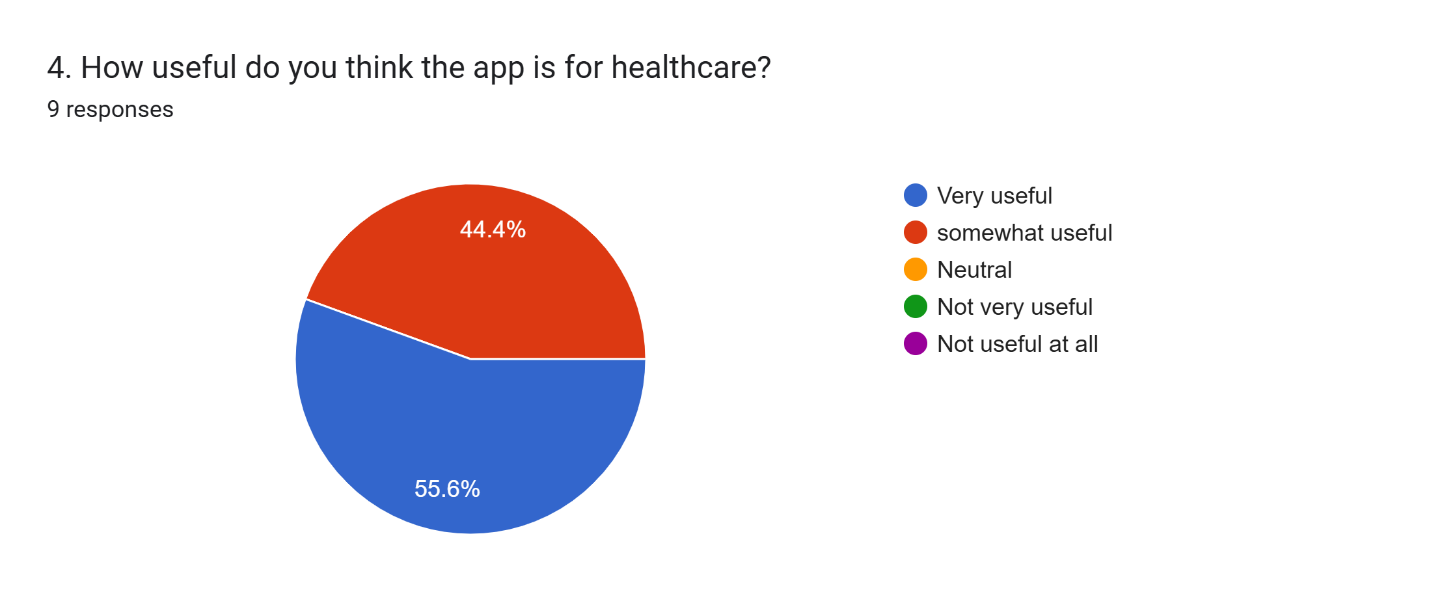 4. How useful do you think the app is for healthcare?
9 responses
44.4%
55.6%
Very useful
somewhat useful
Neutral
Not very useful
Not useful at all